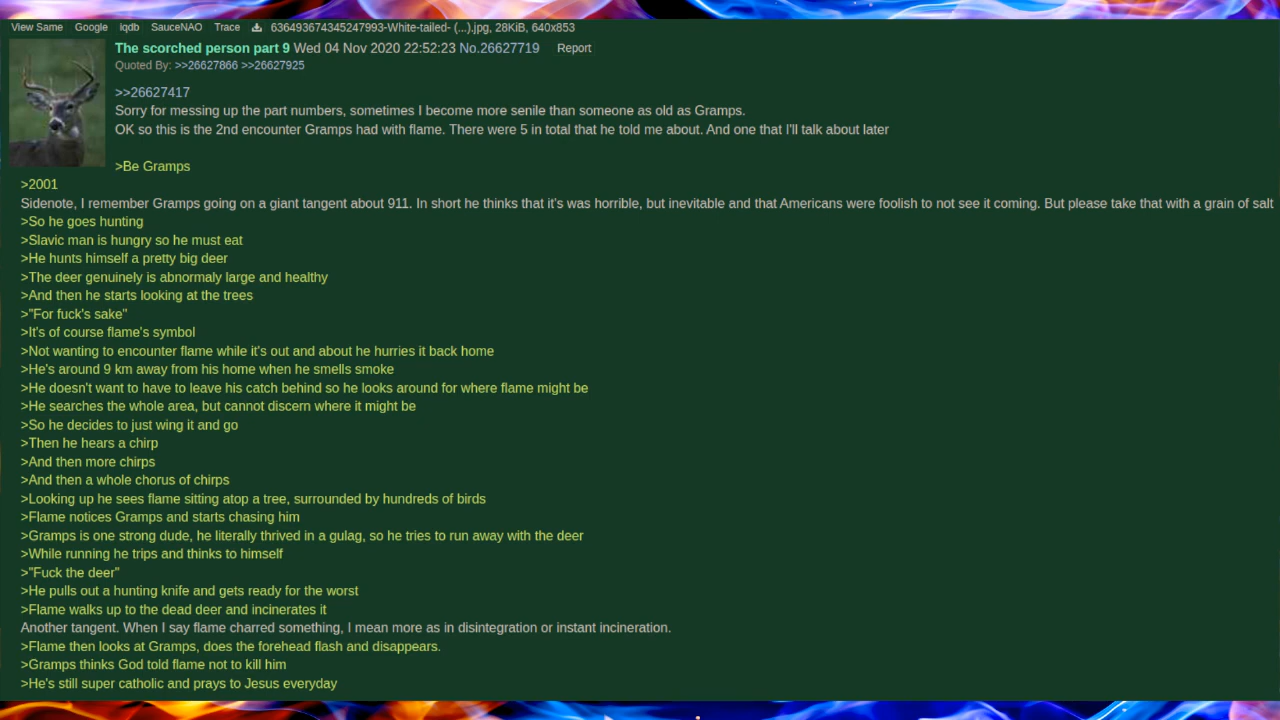 View Same Google iqdb SauceNAO Trace 636493674345247993-White-tailed- (...).jpg, 28KiB, 640x853
The scorched person part 9 Wed 04 Nov 2020 22:52:23 No.26627719 Report
Quoted By: >>26627866 >>26627925
>>26627417
Sorry for messing up the part numbers, sometimes I become more senile than someone as old as Gramps.
OK so this is the 2nd encounter Gramps had with flame. There were 5 in total that he told me about. And one that I'll talk about later
>Be Gramps
>2001
Sidenote, I remember Gramps going on a giant tangent about 911. In short he thinks that it's was horrible, but inevitable and that Americans were foolish to not see it coming. But please take that with a grain of salt
>So he goes hunting
>Slavic man is hungry so he must eat
>He hunts himself a pretty big deer
>The deer genuinely is abnormaly large and healthy
>And then he starts looking at the trees
>"For fuck's sake"
>It's of course flame's symbol
>Not wanting to encounter flame while it's out and about he hurries it back home
>He's around 9 km away from his home when he smells smoke
>He doesn't want to have to leave his catch behind so he looks around for where flame might be
>He searches the whole area, but cannot discern where it might be
>So he decides to just wing it and go
>Then he hears a chirp
>And then more chirps
>And then a whole chorus of chirps
>Looking up he sees flame sitting atop a tree, surrounded by hundreds of birds
>Flame notices Gramps and starts chasing him
>Gramps is one strong dude, he literally thrived in a gulag, so he tries to run away with the deer
>While running he trips and thinks to himself
>"Fuck the deer"
>He pulls out a hunting knife and gets ready for the worst
>Flame walks up to the dead deer and incinerates it
Another tangent. When I say flame charred something, I mean more as in disintegration or instant incineration.
>Flame then looks at Gramps, does the forehead flash and disappears.
>Gramps thinks God told flame not to kill him
>He's still super catholic and prays to Jesus everyday